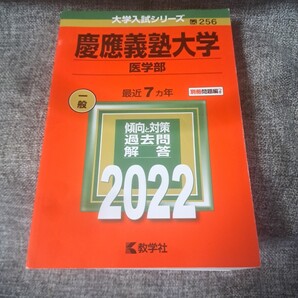 大学入試シリーズ 256
慶應義塾大学
医学部
一般
最近7カ年
別冊問題編
傾向と対策
過去問
解答
2022
教学社